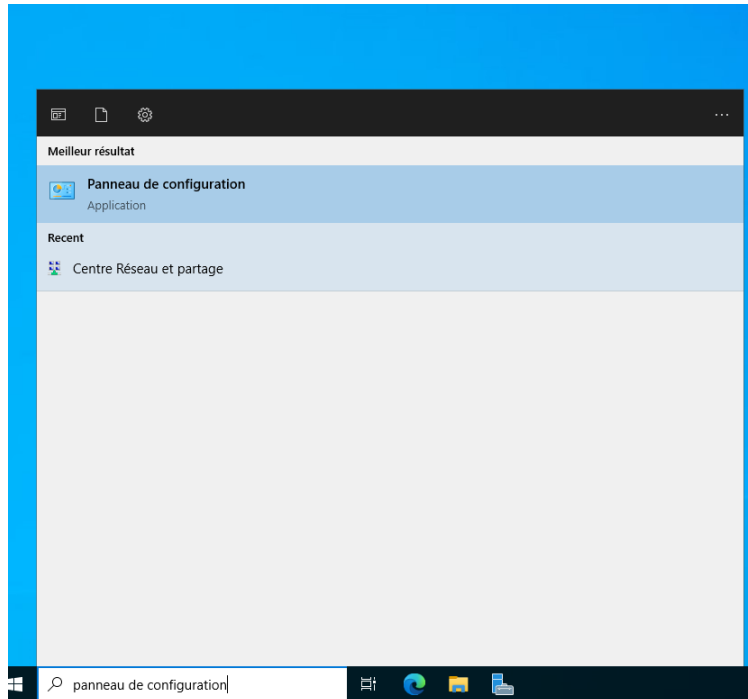 ...
Meilleur résultat
Panneau de configuration
Application
Recent
Centre Réseau et partage
panneau de configuration